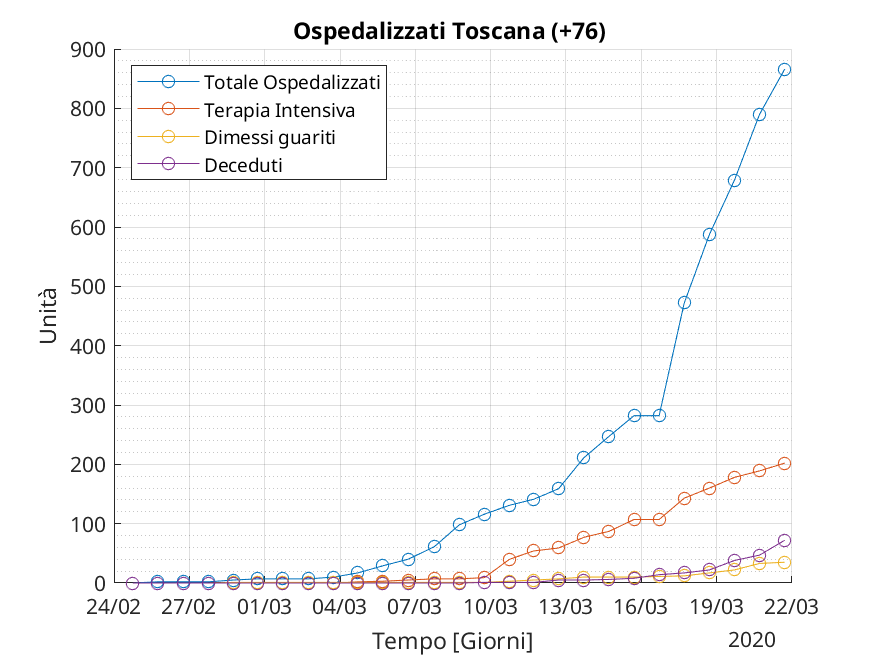 Ospedalizzati Toscana (+76)
900
800
700
600
500
400
300
200
100
0
Unità
Totale Ospedalizzati
Terapia Intensiva
Dimessi guariti
Deceduti
24/02 27/02 01/03 04/03 07/03 10/03 13/03 16/03 19/03 22/03
Tempo [Giorni]
2020